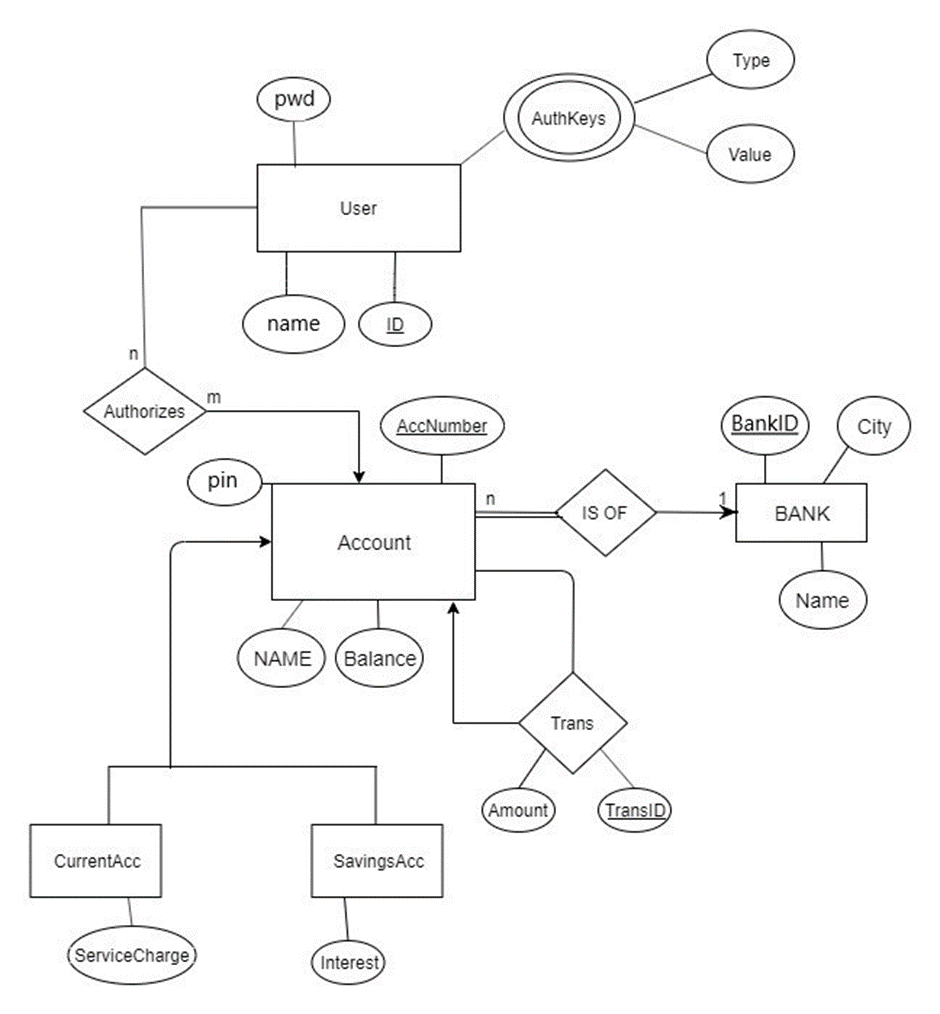 Type
pwd
AuthKeys
Value
User
name
ID
n
Authorizes
m
AccNumber
BankID
City
pin
n
IS OF
1
BANK
Account
Name
NAME
Balance
Trans
Amount
TransID
CurrentAcc
SavingsAcc
ServiceCharge
Interest